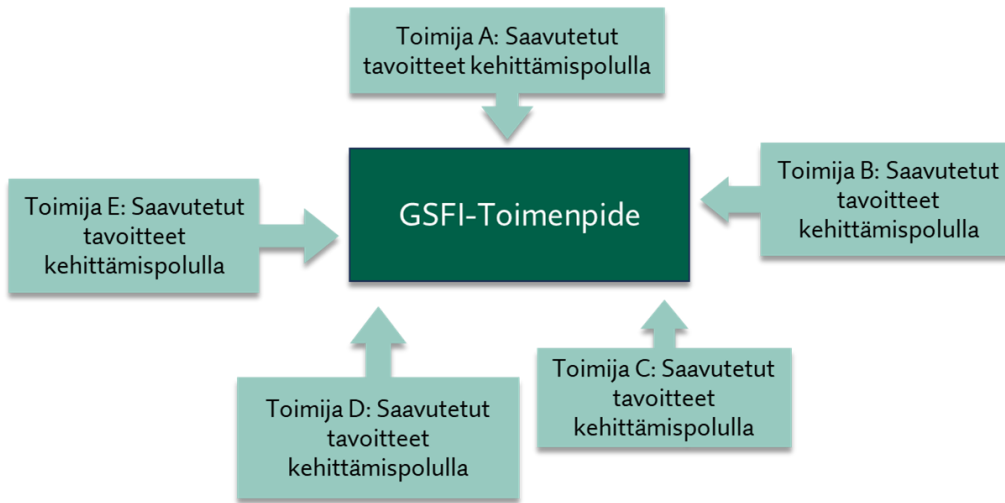 Toimija A: Saavutetut
tavoitteet kehittämispolulla
Toimija B: Saavutetut
tavoitteet
kehittämispolulla
Toimija E: Saavutetut
tavoitteet
kehittämispolulla
GSFI-Toimenpide
Toimija C: Saavutetut
tavoitteet
kehittämispolulla
Toimija D: Saavutetut
tavoitteet
kehittämispolulla